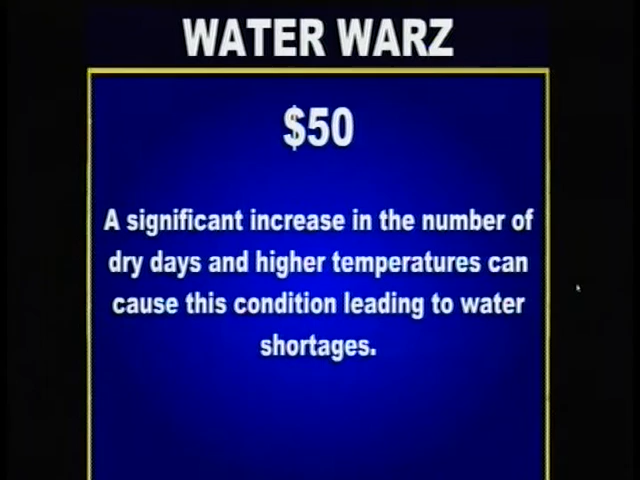 WATER WARZ
$50
A significant increase in the number of
dry days and higher temperatures can
cause this condition leading to water
shortages.